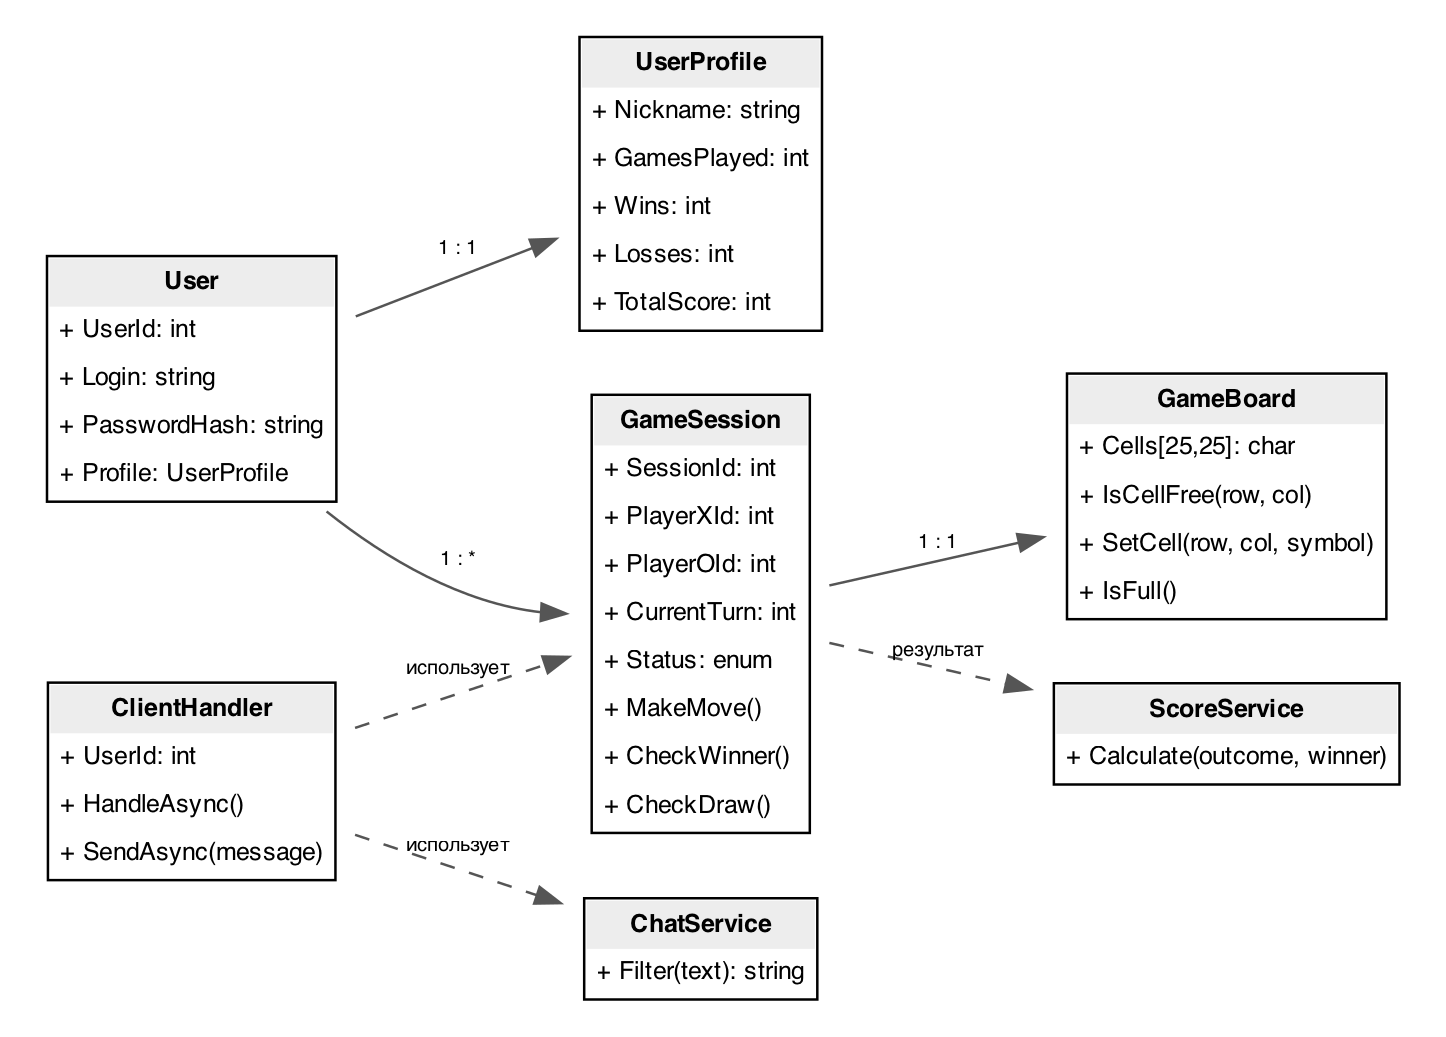 UserProfile
+ Nickname: string
+ GamesPlayed: int
+ Wins: int
+ Losses: int
+ TotalScore: int
1 : 1
User
+ UserId: int
+ Login: string
+ PasswordHash: string
+ Profile: UserProfile
1 : *
GameSession
+ SessionId: int
+ PlayerXId: int
+ PlayerOId: int
+ CurrentTurn: int
+ Status: enum
+ MakeMove()
+ CheckWinner()
+ CheckDraw()
1 : 1
GameBoard
+ Cells[25,25]: char
+ IsCellFree(row, col)
+ SetCell(row, col, symbol)
+ IsFull()
результат
ScoreService
+ Calculate(outcome, winner)
использует
ClientHandler
+ UserId: int
+ HandleAsync()
+ SendAsync(message)
использует
ChatService
+ Filter(text): string